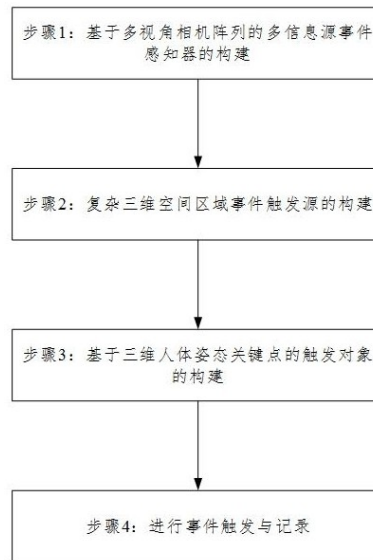 步骤1：基于多视角相机阵列的多信息源事件
感知器的构建
步骤2：复杂三维空间区域事件触发源的构建
步骤3：基于三维人体姿态关键点的触发对象
的构建
步骤4：进行事件触发与记录